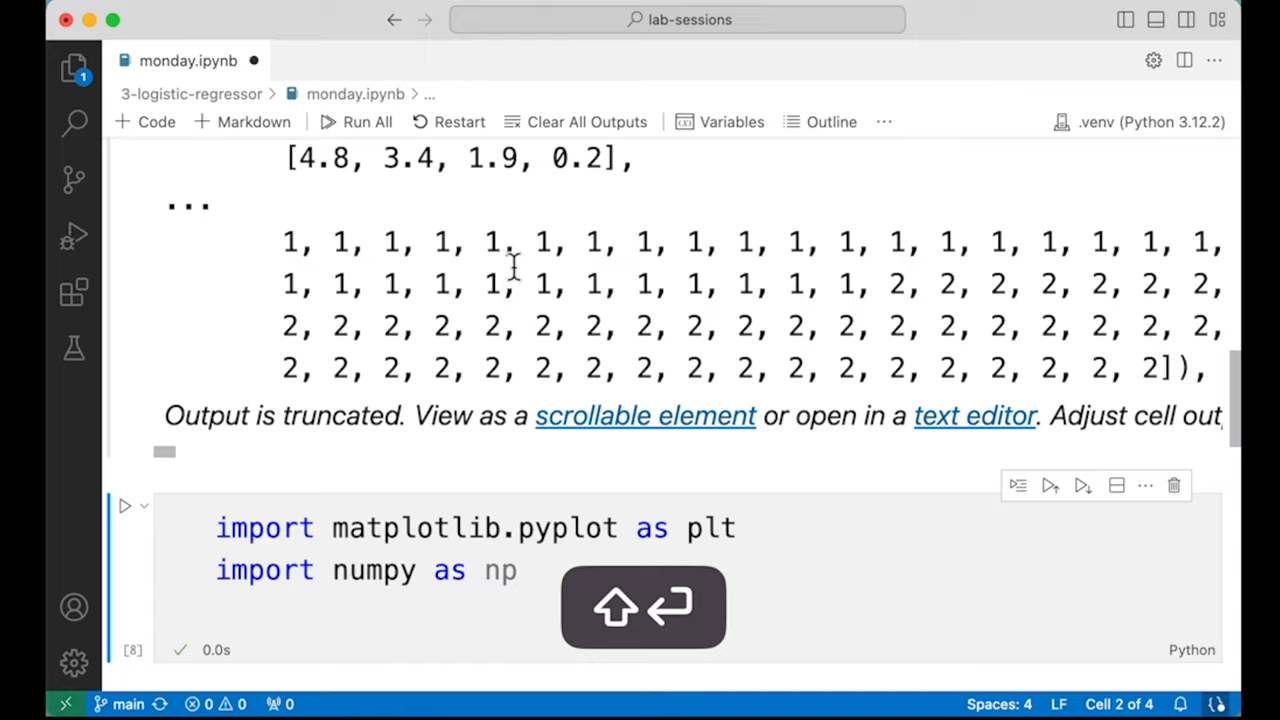 lab-sessions
monday.ipynb
1
3-logistic-regressor > monday.ipynb > ...
+ Code + Markdown Run All Restart Clear All Outputs Variables Outline ... .venv (Python 3.12.2)
[4.8, 3.4, 1.9, 0.2],
...
1, 1, 1, 1, 1, 1, 1, 1, 1, 1, 1, 1, 1, 1, 1, 1, 1, 1, 1,
1, 1, 1, 1, 1, 1, 1, 1, 1, 1, 1, 1, 2, 2, 2, 2, 2, 2, 2,
2, 2, 2, 2, 2, 2, 2, 2, 2, 2, 2, 2, 2, 2, 2, 2, 2, 2, 2,
2, 2, 2, 2, 2, 2, 2, 2, 2, 2, 2, 2, 2, 2, 2, 2, 2, 2]),
Output is truncated. View as a scrollable element or open in a text editor. Adjust cell out
import matplotlib.pyplot as plt
import numpy as np
[8] 0.0s Python
main 0 0 0 Spaces: 4 LF Cell 2 of 4